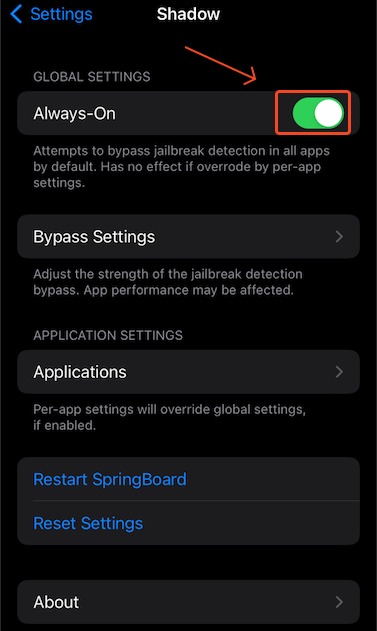 Settings
Shadow
GLOBAL SETTINGS
Always-On
Attempts to bypass jailbreak detection in all apps
by default. Has no effect if overrode by per-app
settings.
Bypass Settings
Adjust the strength of the jailbreak detection
bypass. App performance may be affected.
APPLICATION SETTINGS
Applications
Per-app settings will override global settings,
if enabled.
Restart SpringBoard
Reset Settings
About